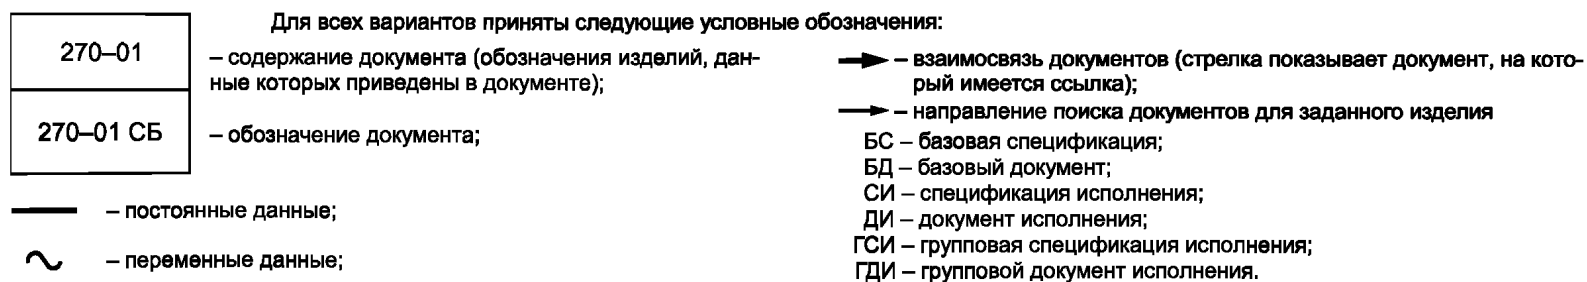 Для всех вариантов приняты следующие условные обозначения:
270–01
– содержание документа (обозначения изделий, дан-
ные которых приведены в документе);
270–01 СБ
– обозначение документа;
– постоянные данные;
– переменные данные;
– взаимосвязь документов (стрелка показывает документ, на кото-
рый имеется ссылка);
– направление поиска документов для заданного изделия
БС – базовая спецификация;
БД – базовый документ;
СИ – спецификация исполнения;
ДИ – документ исполнения;
ГСИ – групповая спецификация исполнения;
ГДИ – групповой документ исполнения.